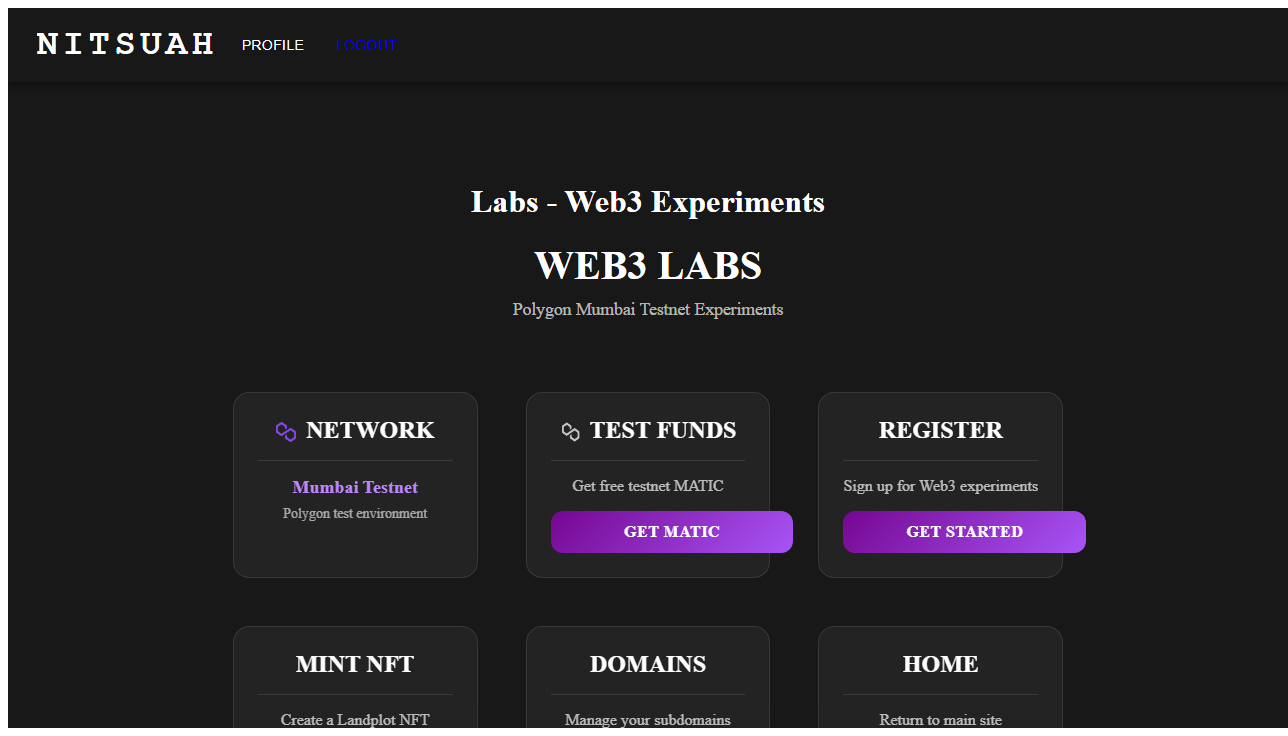 NITSUAH PROFILE LOGOUT
Labs - Web3 Experiments
WEB3 LABS
Polygon Mumbai Testnet Experiments
NETWORK
Mumbai Testnet
Polygon test environment
TEST FUNDS
Get free testnet MATIC
GET MATIC
REGISTER
Sign up for Web3 experiments
GET STARTED
MINT NFT
Create a Landplot NFT
DOMAINS
Manage your subdomains
HOME
Return to main site